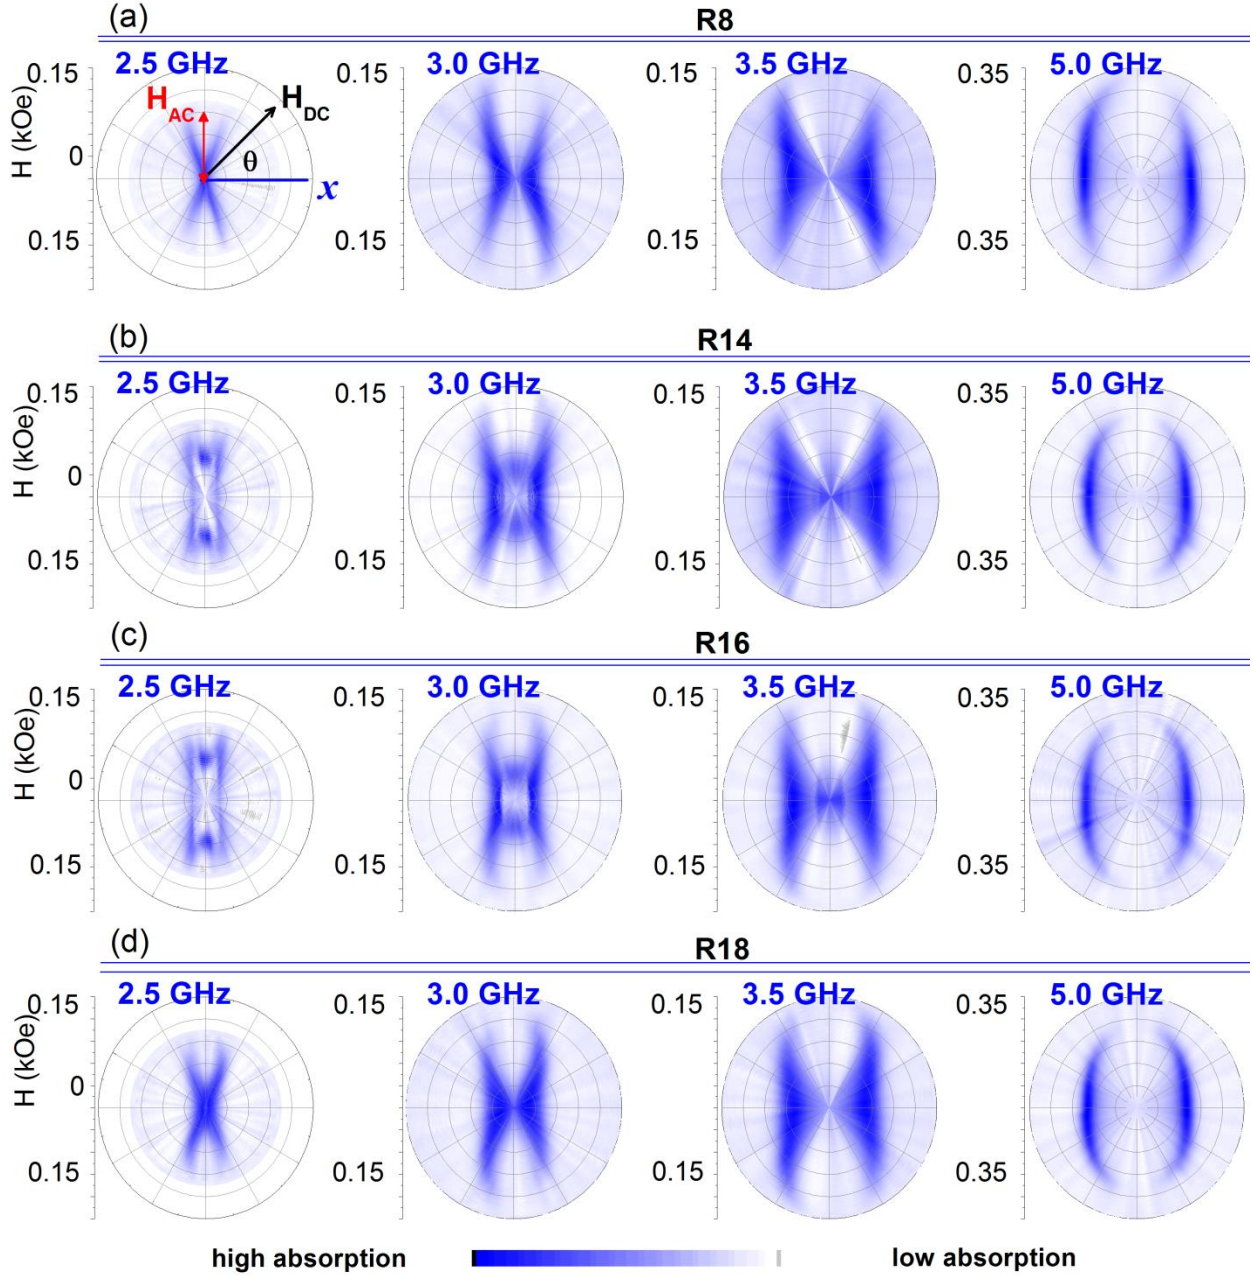 (a)
R8
2.5 GHz
3.0 GHz
3.5 GHz
5.0 GHz
H (kOe)
0.15
0
0.15
0.15
0.15
0.15
0.15
0.35
0.35
HAC
HDC
θ
x
(b)
R14
2.5 GHz
3.0 GHz
3.5 GHz
5.0 GHz
H (kOe)
0.15
0
0.15
0.15
0.15
0.15
0.15
0.35
0.35
(c)
R16
2.5 GHz
3.0 GHz
3.5 GHz
5.0 GHz
H (kOe)
0.15
0
0.15
0.15
0.15
0.15
0.15
0.35
0.35
(d)
R18
2.5 GHz
3.0 GHz
3.5 GHz
5.0 GHz
H (kOe)
0.15
0
0.15
0.15
0.15
0.15
0.15
0.35
0.35
high absorption
low absorption